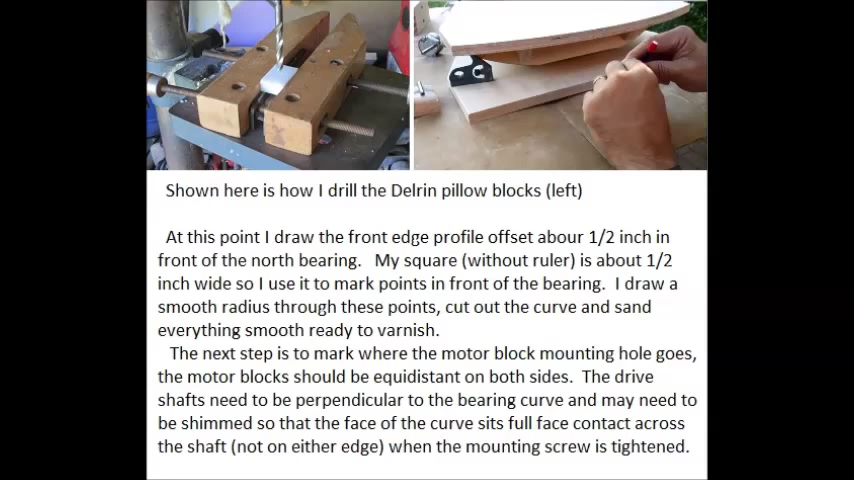 Shown here is how I drill the Delrin pillow blocks (left)
At this point I draw the front edge profile offset abour 1/2 inch in
front of the north bearing. My square (without ruler) is about 1/2
inch wide so I use it to mark points in front of the bearing. I draw a
smooth radius through these points, cut out the curve and sand
everything smooth ready to varnish.
The next step is to mark where the motor block mounting hole goes,
the motor blocks should be equidistant on both sides. The drive
shafts need to be perpendicular to the bearing curve and may need to
be shimmed so that the face of the curve sits full face contact across
the shaft (not on either edge) when the mounting screw is tightened.